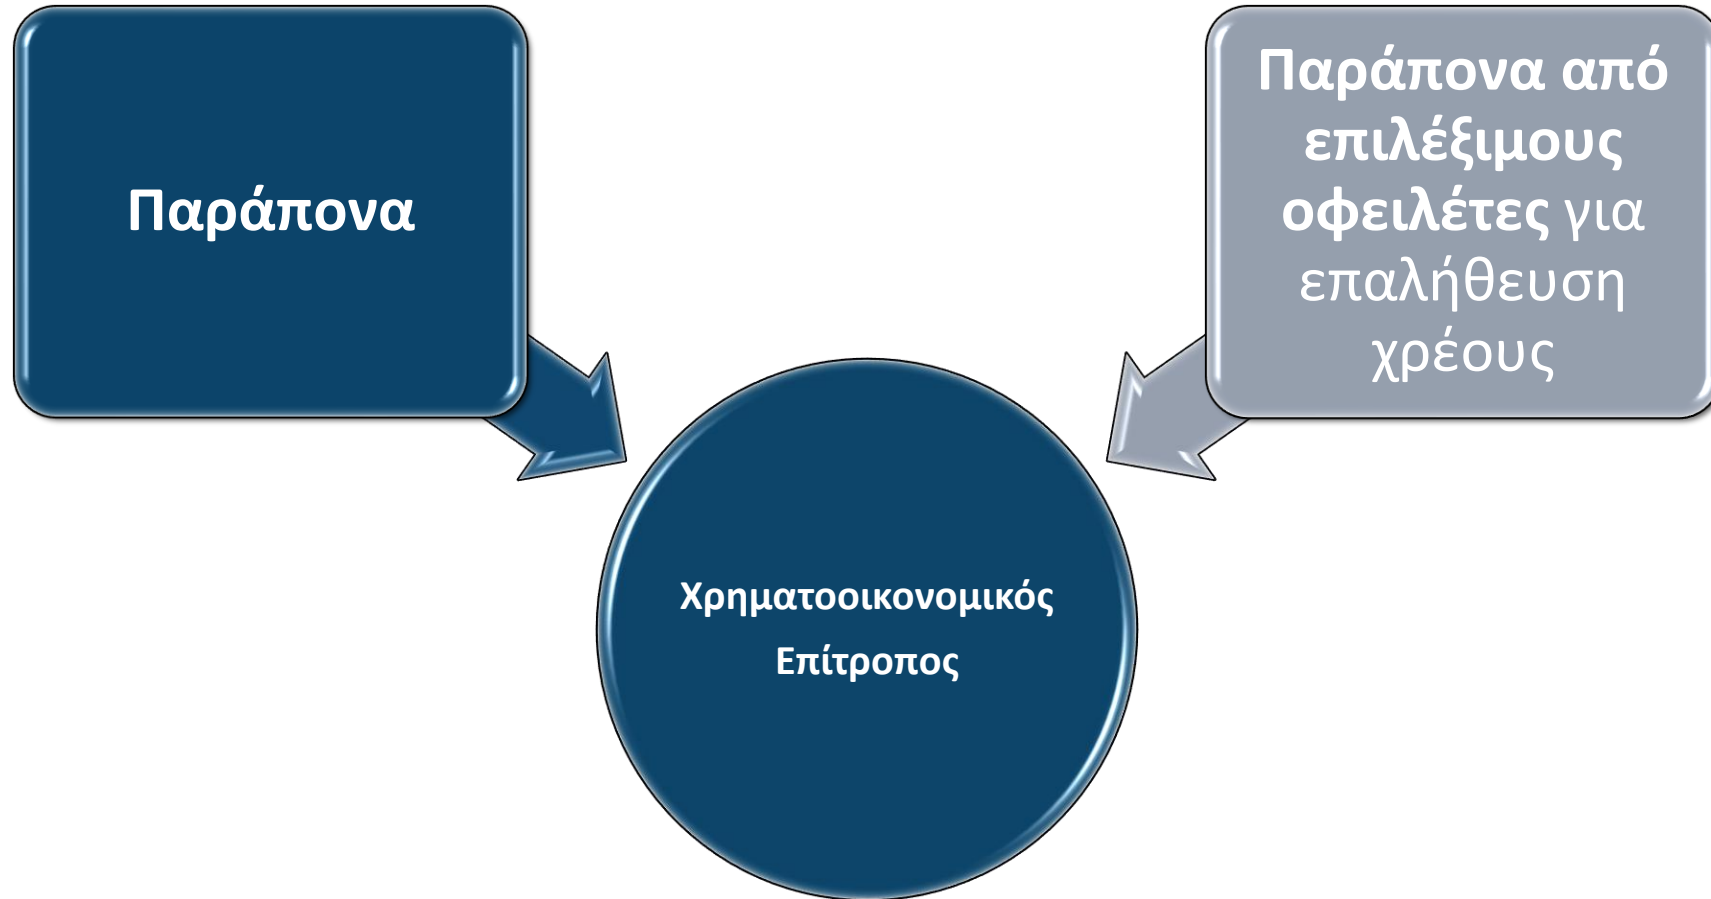 Παράπονα
Παράπονα από
επιλέξιμους
οφειλέτες για
επαλήθευση
χρέους
Χρηματοοικονομικός
Επίτροπος